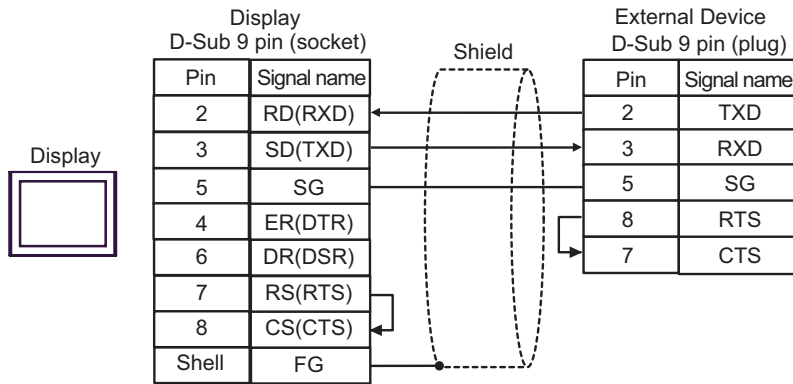 Display
D-Sub 9 pin (socket)
Shield
External Device
D-Sub 9 pin (plug)
Display
Pin Signal name
2 RD(RXD)
3 SD(TXD)
5 SG
4 ER(DTR)
6 DR(DSR)
7 RS(RTS)
8 CS(CTS)
Shell FG
Pin Signal name
2 TXD
3 RXD
5 SG
8 RTS
7 CTS